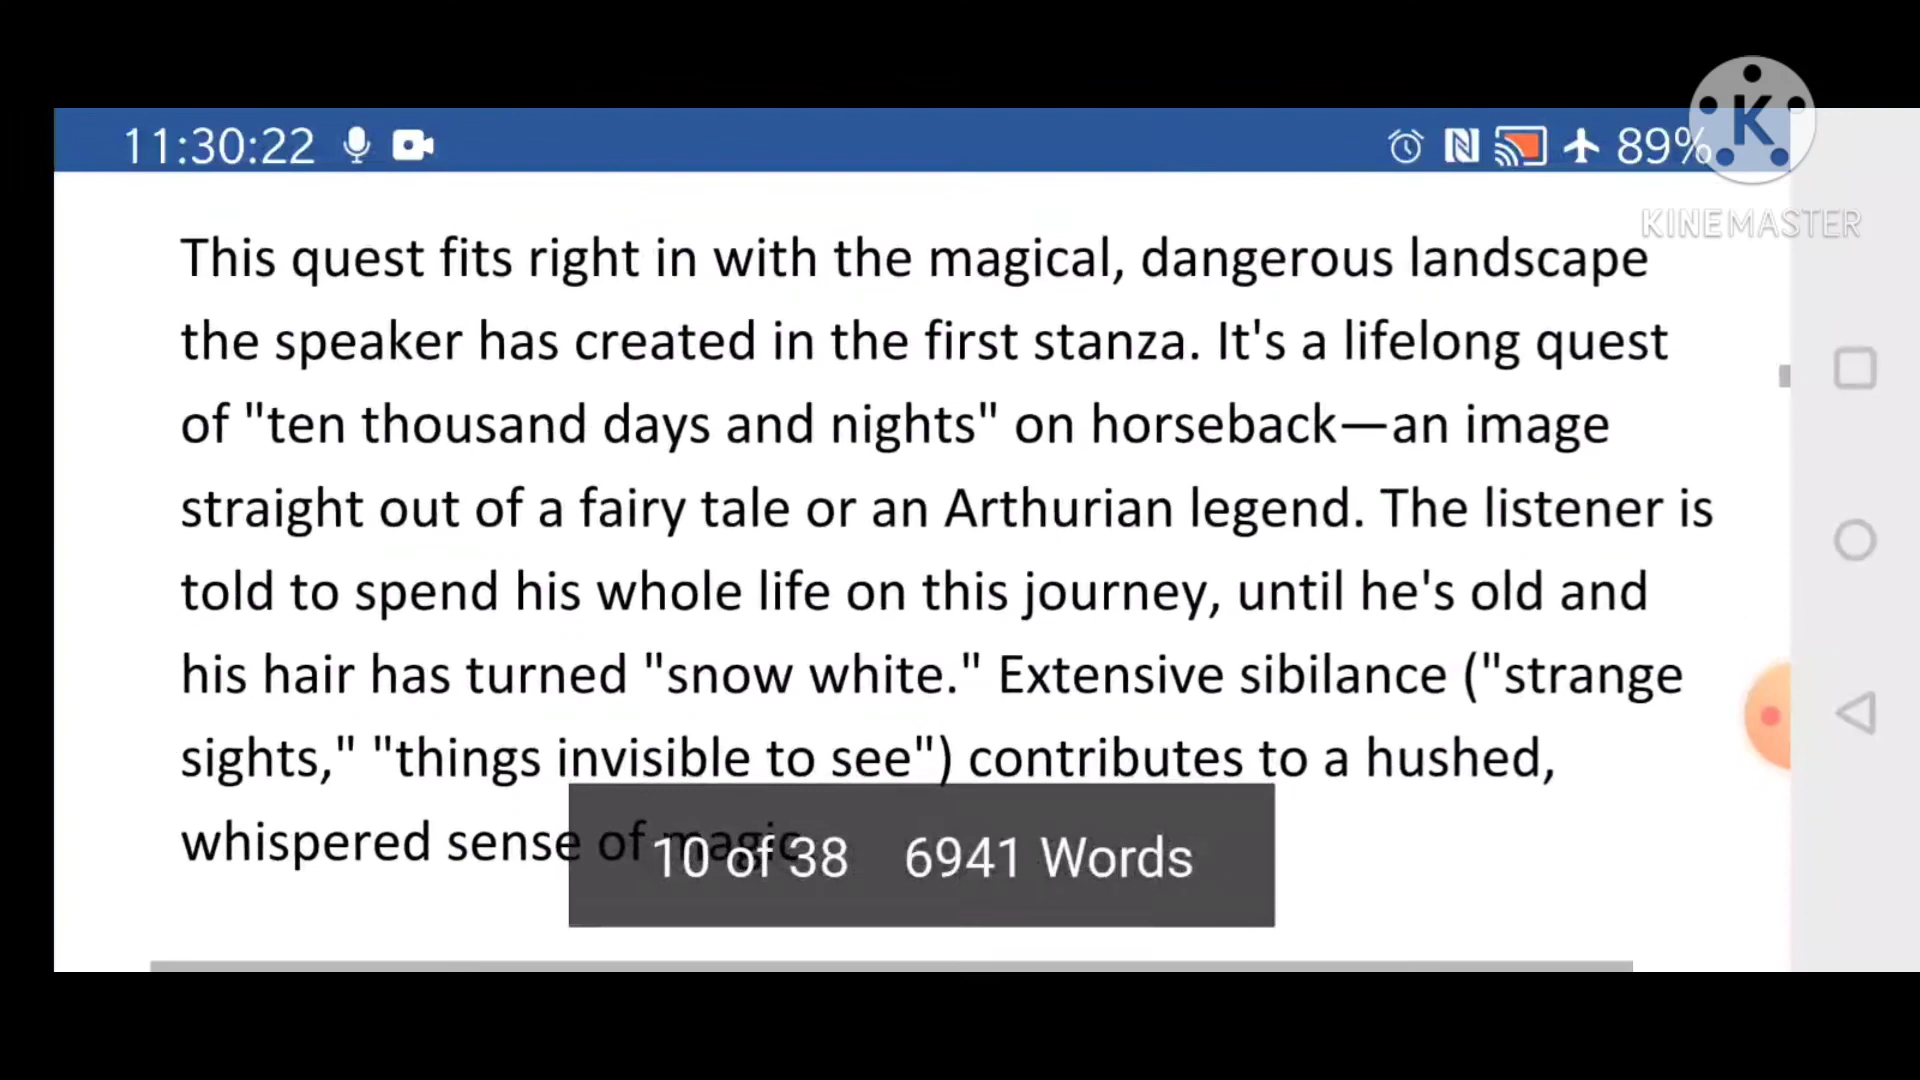 11:30:22 89%
K
KINEMASTER
This quest fits right in with the magical, dangerous landscape
the speaker has created in the first stanza. It's a lifelong quest
of "ten thousand days and nights" on horseback—an image
straight out of a fairy tale or an Arthurian legend. The listener is
told to spend his whole life on this journey, until he's old and
his hair has turned "snow white." Extensive sibilance ("strange
sights," "things invisible to see") contributes to a hushed,
whispered sense of magic.
10 of 38 6941 Words